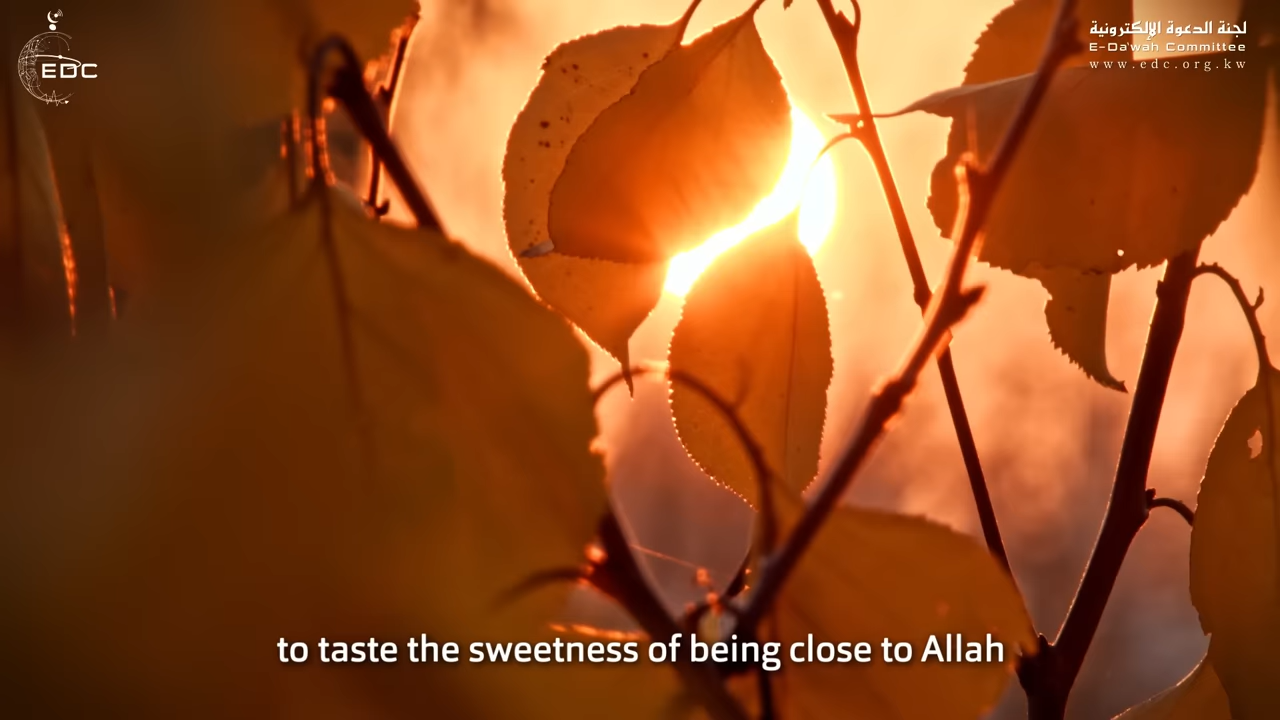 EDC
لجنة الدعوة الإلكترونية
E-Da'wah Committee
www.edc.org.kw
to taste the sweetness of being close to Allah